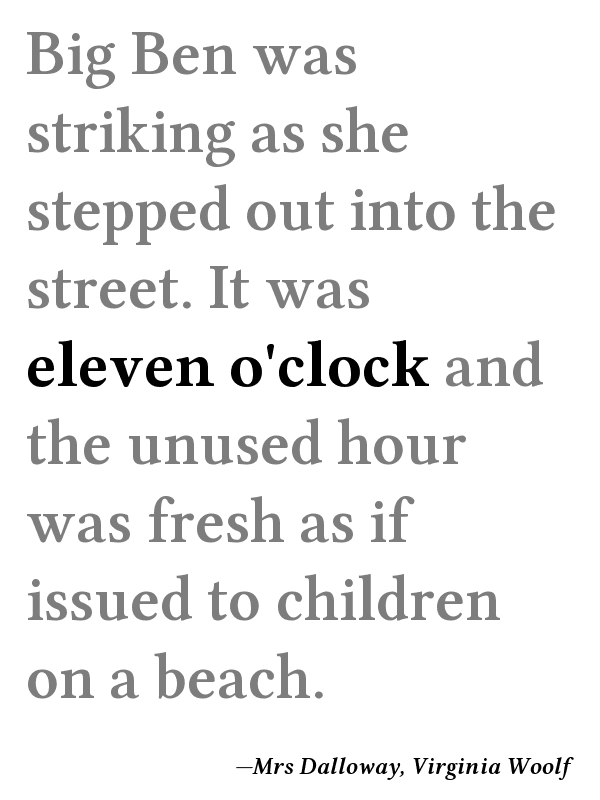 Big Ben was
striking as she
stepped out into the
street. It was
eleven o'clock and
the unused hour
was fresh as if
issued to children
on a beach.
—Mrs Dalloway, Virginia Woolf